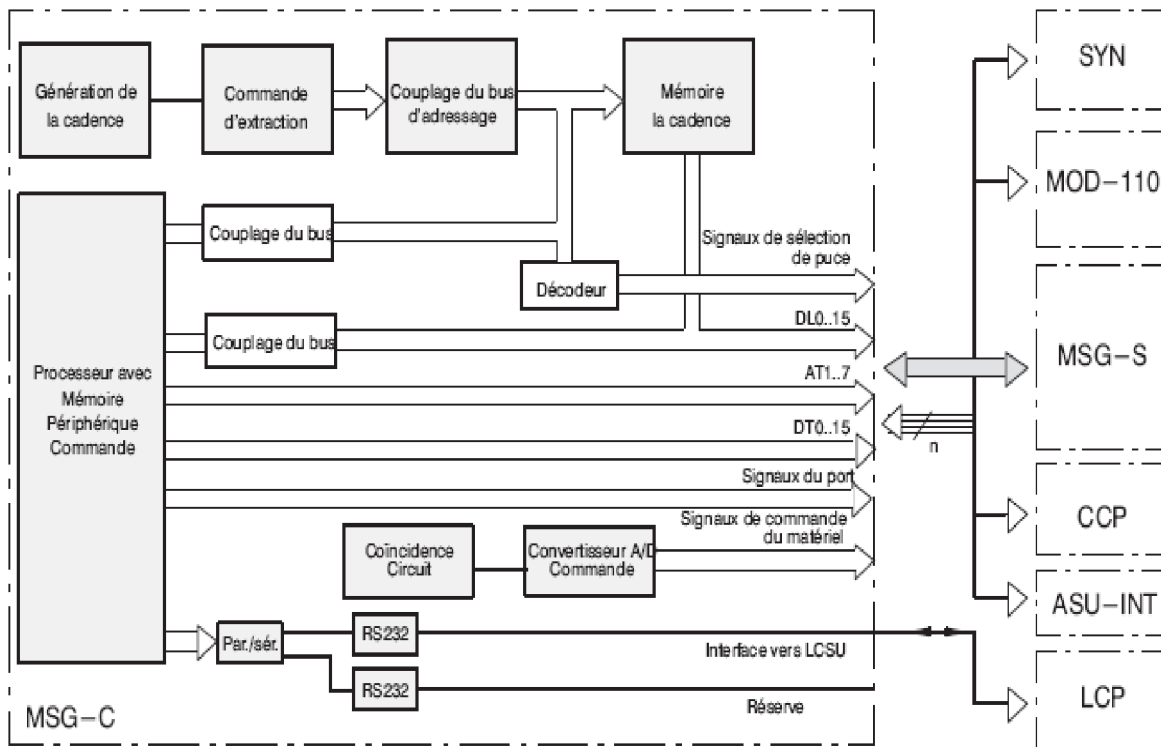 Génération de
la cadence
Commande
d'extraction
Couplage du bus
d'adressage
Mémoire
la cadence
SYN
MOD-110
Couplage du bus
Signaux de sélection
de puce
Décodeur
DL0..15
Couplage du bus
MSG-S
Processeur avec
Mémoire
Périphérique
Commande
AT1..7
DT0..15
n
Signaux du port
Signaux de commande
du matériel
CCP
Coïncidence
Circuit
Convertisseur A/D
Commande
ASU-INT
Par./sér.
RS232
Interface vers LCSU
RS232
Réserve
LCP
MSG-C